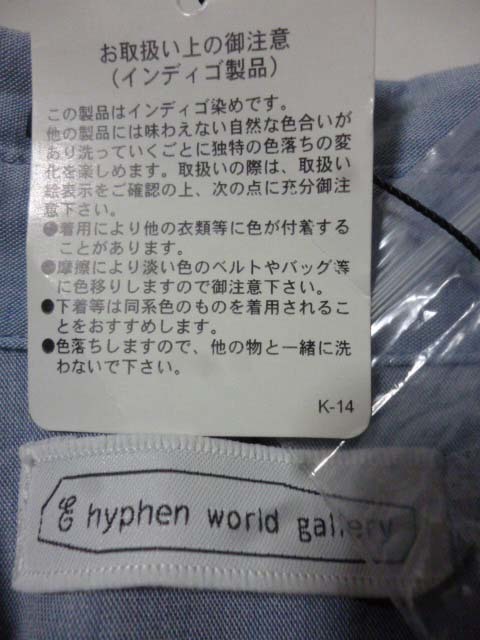 お取扱い上の御注意
（インディゴ製品）
この製品はインディゴ染めです。
他の製品には味わえない自然な色合いが
あり洗っていくごとに独特の色落ちの変
化を楽しめます。取扱いの際は、取扱い
絵表示をご確認の上、次の点に充分御注
意下さい。
●着用により他の衣類等に色が付着する
ことがあります。
●摩擦により淡い色のベルトやバッグ等
に色移りしますので御注意下さい。
●下着等は同系色のものを着用されるこ
とをおすすめします。
●色落ちしますので、他の物と一緒に洗
わないで下さい。
K-14
E hyphen world gallery